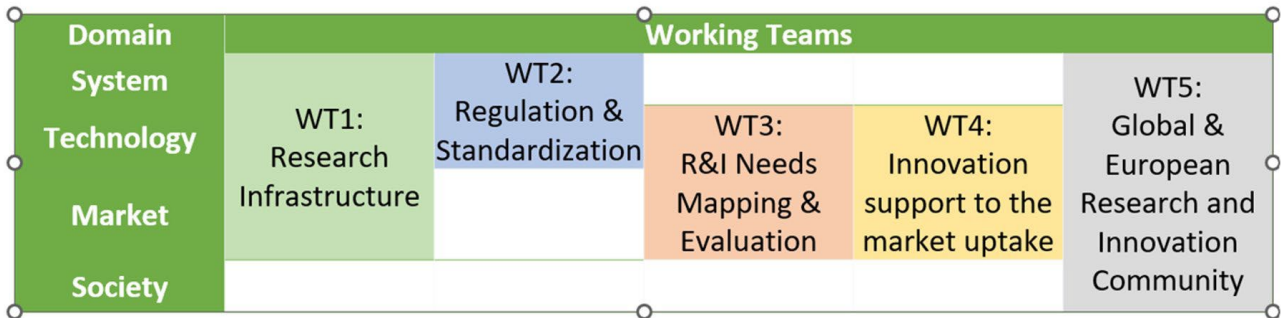 Domain
Working Teams
System
Technology
Market
Society
WT1:
Research
Infrastructure
WT2:
Regulation &
Standardization
WT3:
R&I Needs
Mapping &
Evaluation
WT4:
Innovation
support to the
market uptake
WT5:
Global &
European
Research and
Innovation
Community